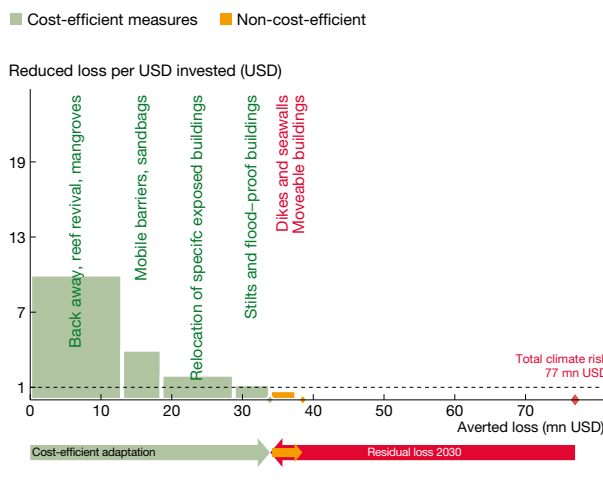 Cost-efficient measures
Non-cost-efficient
Reduced loss per USD invested (USD)
Back away, reef revival, mangroves
Mobile barriers, sandbags
Relocation of specifc exposed buildings
Stilts and flood–proof buildings
Dikes and seawalls
Moveable buildings
19
13
7
1
Total climate risk
77 mn USD
0 10 20 30 40 50 60 70
Averted loss (mn USD)
Cost-efficient adaptation
Residual loss 2030